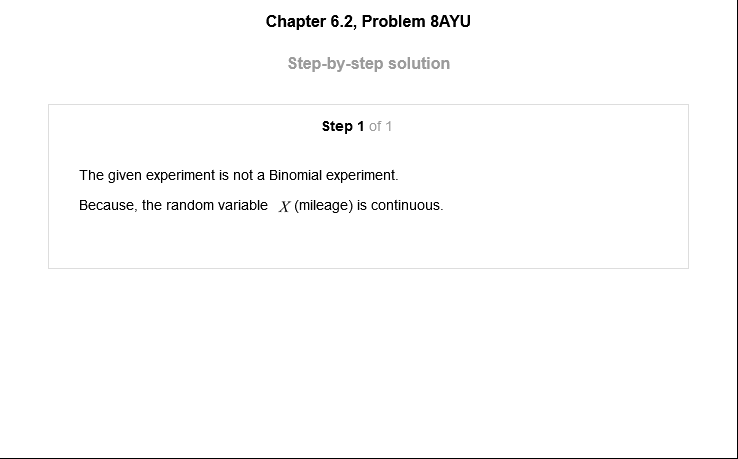 Chapter 6.2, Problem 8AYU
Step-by-step solution
Step 1 of 1
The given experiment is not a Binomial experiment.
Because, the random variable X (mileage) is continuous.